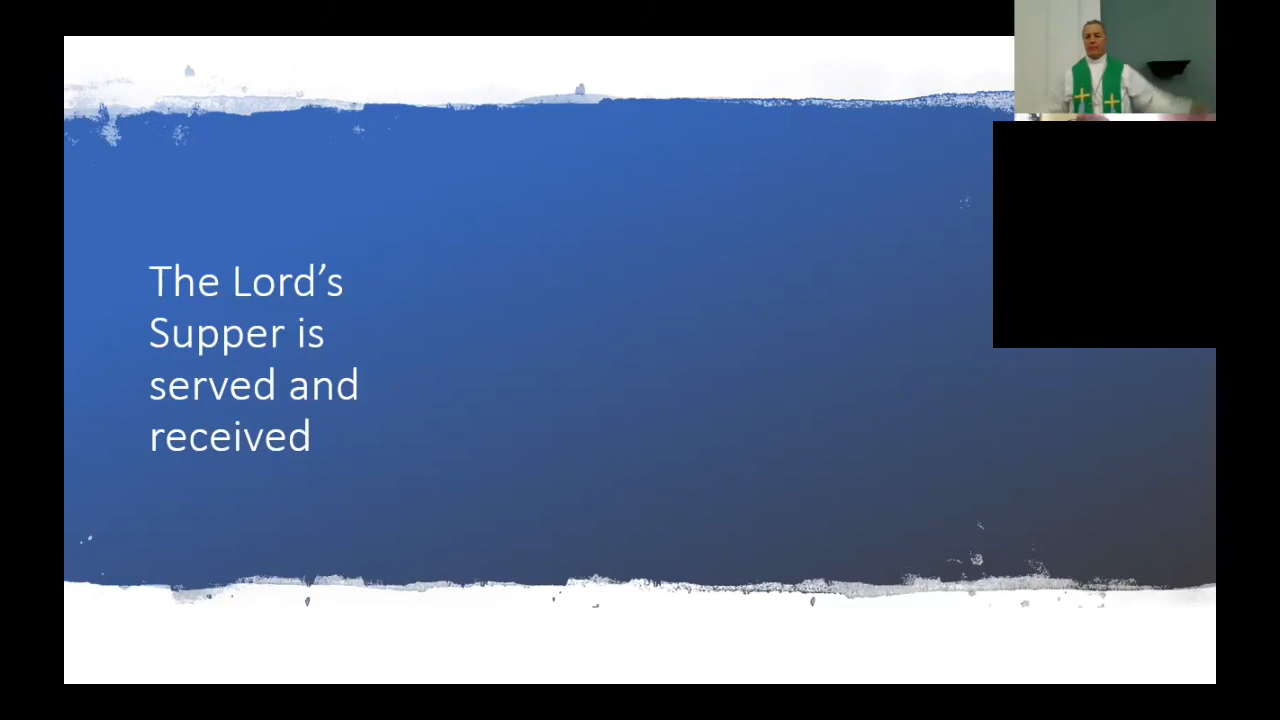 The Lord’s
Supper is
served and
received